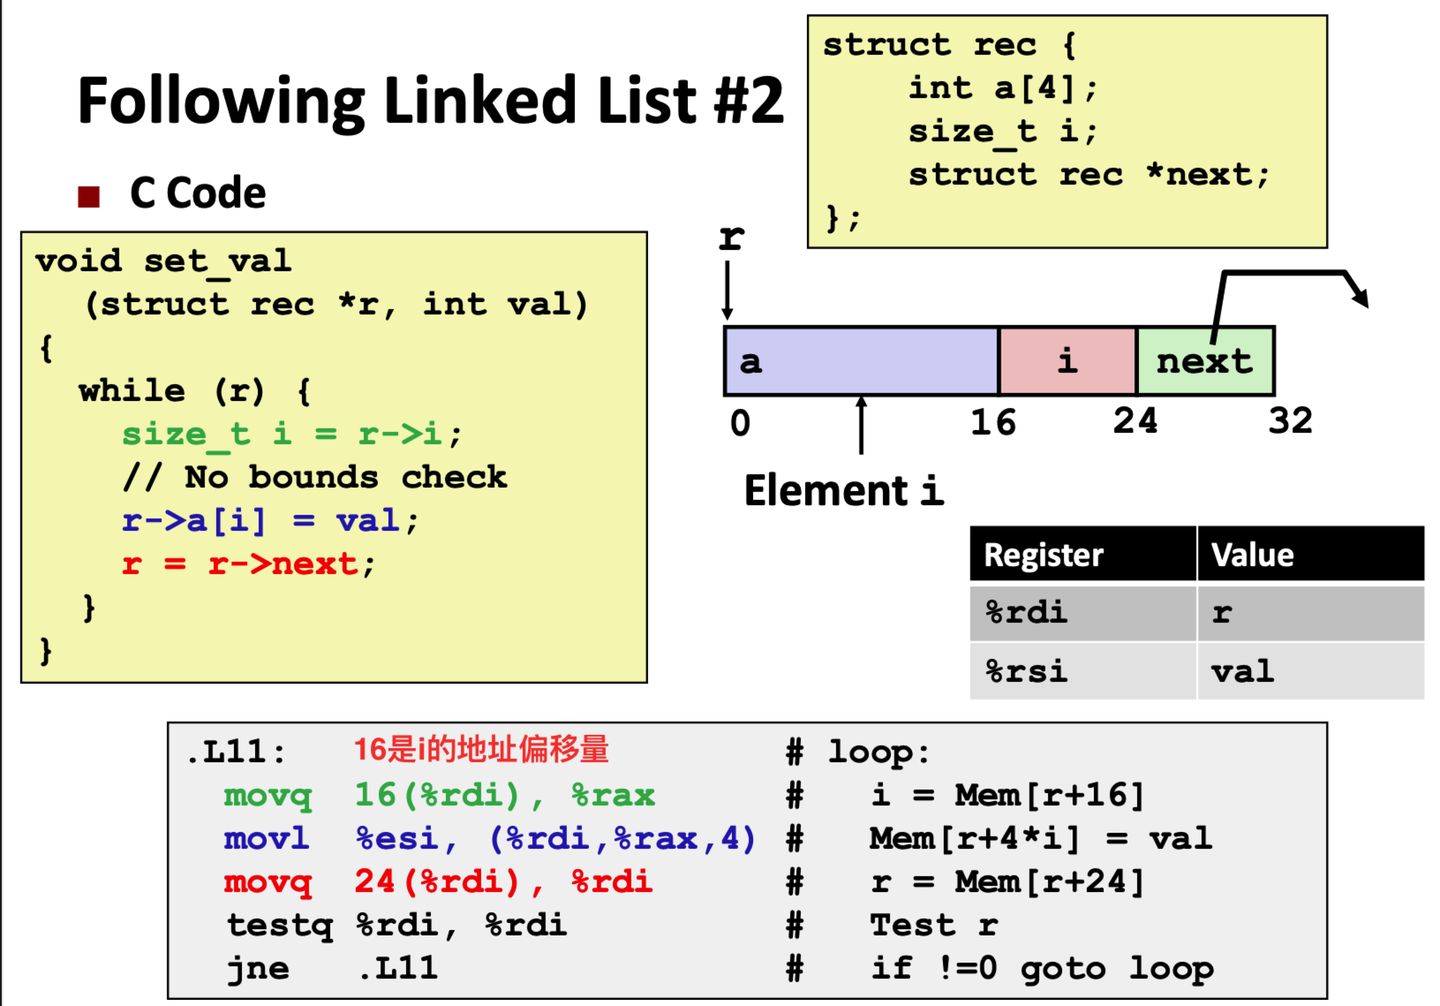 Following Linked List #2
■ C Code
struct rec {
    int a[4];
    size_t i;
    struct rec *next;
};
void set_val
  (struct rec *r, int val)
{
  while (r) {
    size_t i = r->i;
    // No bounds check
    r->a[i] = val;
    r = r->next;
  }
}
r
a i next
0 16 24 32
Element i
Register Value
%rdi r
%rsi val
.L11: 16是i的地址偏移量 # loop:
  movq 16(%rdi), %rax # i = Mem[r+16]
  movl %esi, (%rdi,%rax,4) # Mem[r+4*i] = val
  movq 24(%rdi), %rdi # r = Mem[r+24]
  testq %rdi, %rdi # Test r
  jne .L11 # if !=0 goto loop